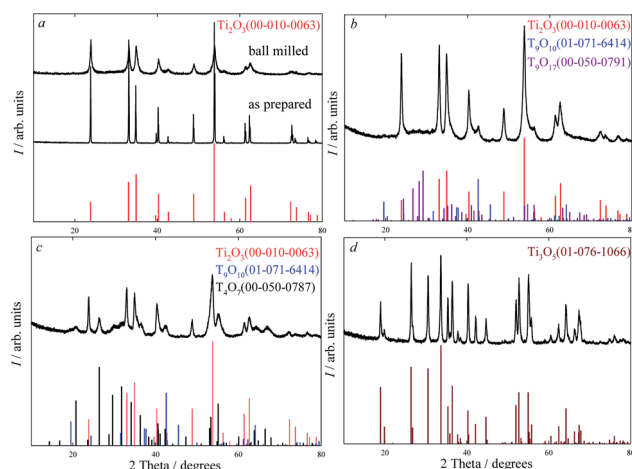 a
Ti₂O₃(00-010-0063)
ball milled
as prepared
I / arb. units
20 40 60 80
b
Ti₂O₃(00-010-0063)
T₉O₁₀(01-071-6414)
T₉O₁₇(00-050-0791)
I / arb. units
20 40 60 80
c
Ti₂O₃(00-010-0063)
T₉O₁₀(01-071-6414)
T₄O₇(00-050-0787)
I / arb. units
20 40 60 80
2 Theta / degrees
d
Ti₃O₅(01-076-1066)
I / arb. units
20 40 60 80
2 Theta / degrees